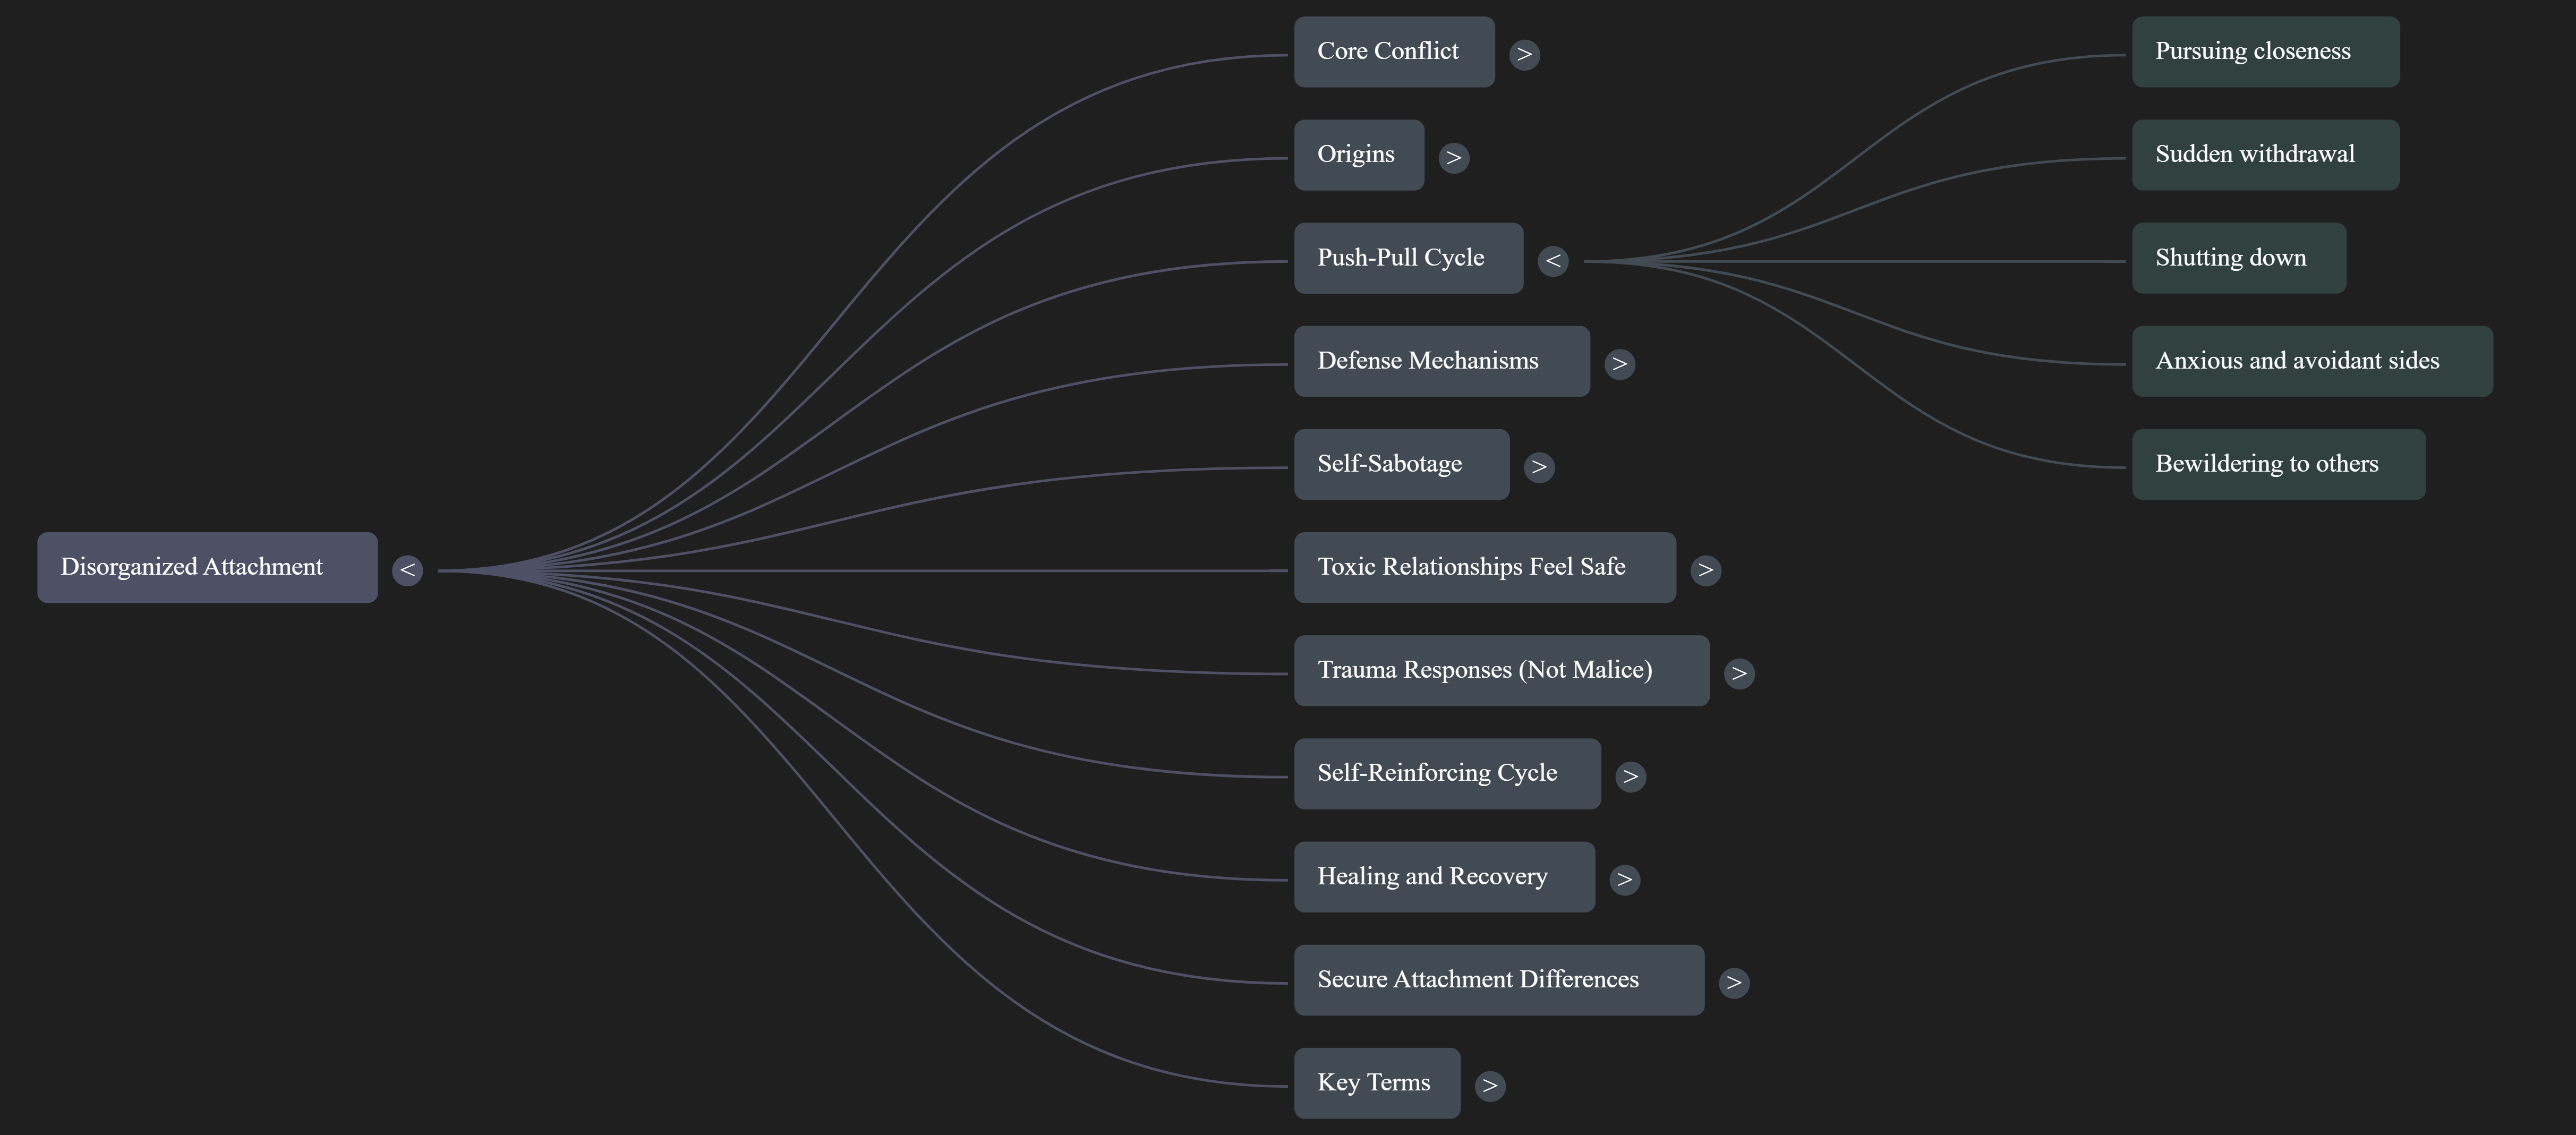 Disorganized Attachment <
Core Conflict >
Origins >
Push-Pull Cycle <
Pursuing closeness
Sudden withdrawal
Shutting down
Anxious and avoidant sides
Bewildering to others
Defense Mechanisms >
Self-Sabotage >
Toxic Relationships Feel Safe >
Trauma Responses (Not Malice) >
Self-Reinforcing Cycle >
Healing and Recovery >
Secure Attachment Differences >
Key Terms >